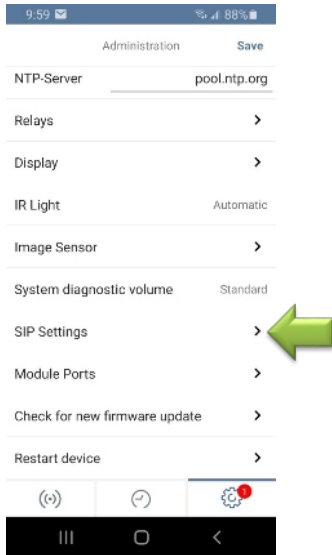 9:59 88%
Administration Save
NTP-Server pool.ntp.org
Relays
Display
IR Light Automatic
Image Sensor
System diagnostic volume Standard
SIP Settings
Module Ports
Check for new firmware update
Restart device
1